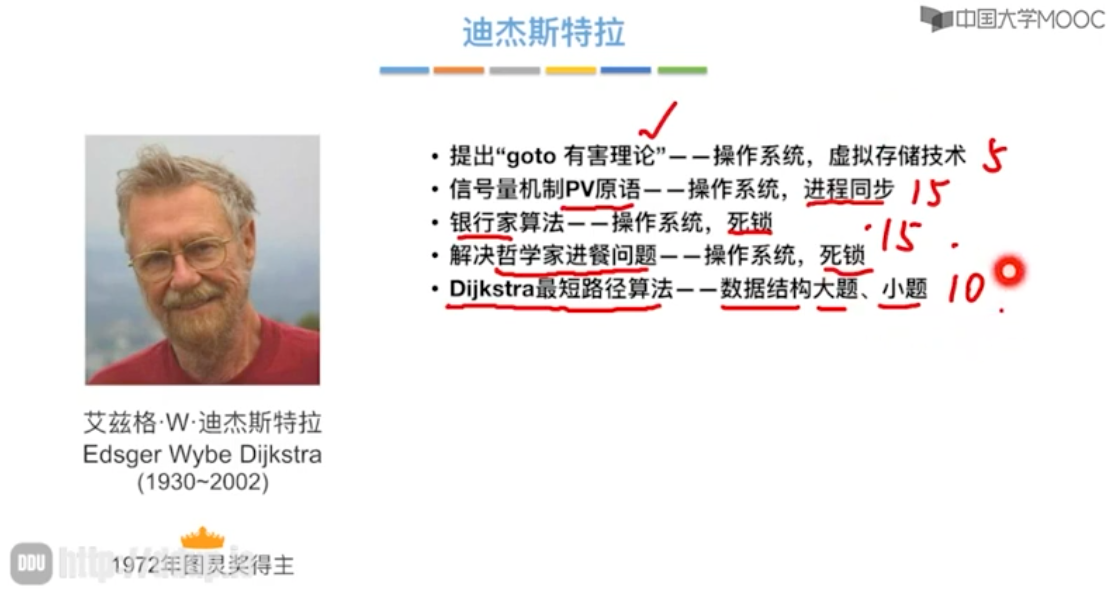 中国大学MOOC
迪杰斯特拉
• 提出“goto 有害理论”——操作系统，虚拟存储技术 5
• 信号量机制PV原语——操作系统，进程同步 15
• 银行家算法——操作系统，死锁
15
• 解决哲学家进餐问题——操作系统，死锁
• Dijkstra最短路径算法——数据结构大题、小题 10
艾兹格·W·迪杰斯特拉
Edsger Wybe Dijkstra
(1930~2002)
DDU
1972年图灵奖得主